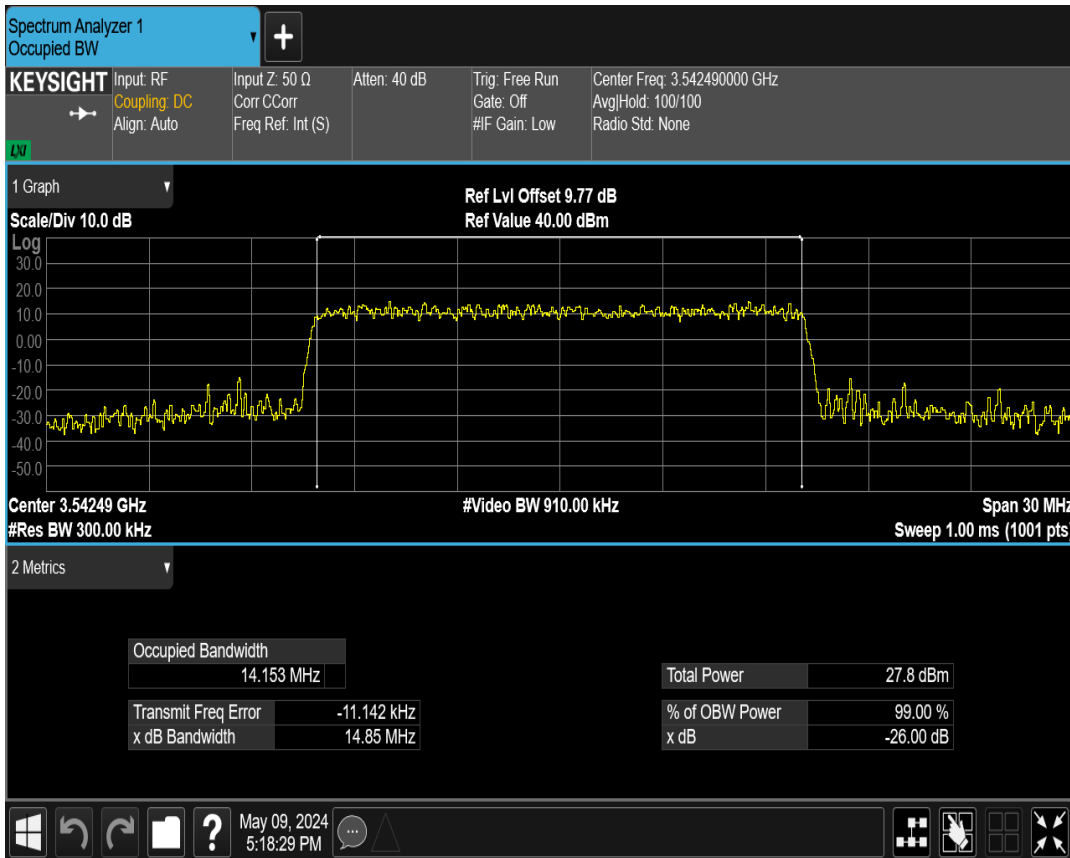 Spectrum Analyzer 1
Occupied BW
KEYSIGHT
LXI
Input: RF
Coupling: DC
Align: Auto
Input Z: 50 Ω
Corr CCorr
Freq Ref: Int (S)
Atten: 40 dB
Trig: Free Run
Gate: Off
#IF Gain: Low
Center Freq: 3.542490000 GHz
Avg|Hold: 100/100
Radio Std: None
1 Graph
Scale/Div 10.0 dB
Ref Lvl Offset 9.77 dB
Ref Value 40.00 dBm
Log
30.0
20.0
10.0
0.00
-10.0
-20.0
-30.0
-40.0
-50.0
Center 3.54249 GHz
#Res BW 300.00 kHz
#Video BW 910.00 kHz
Span 30 MHz
Sweep 1.00 ms (1001 pts)
2 Metrics
Occupied Bandwidth
14.153 MHz
Transmit Freq Error -11.142 kHz
x dB Bandwidth 14.85 MHz
Total Power 27.8 dBm
% of OBW Power 99.00 %
x dB -26.00 dB
May 09, 2024
5:18:29 PM